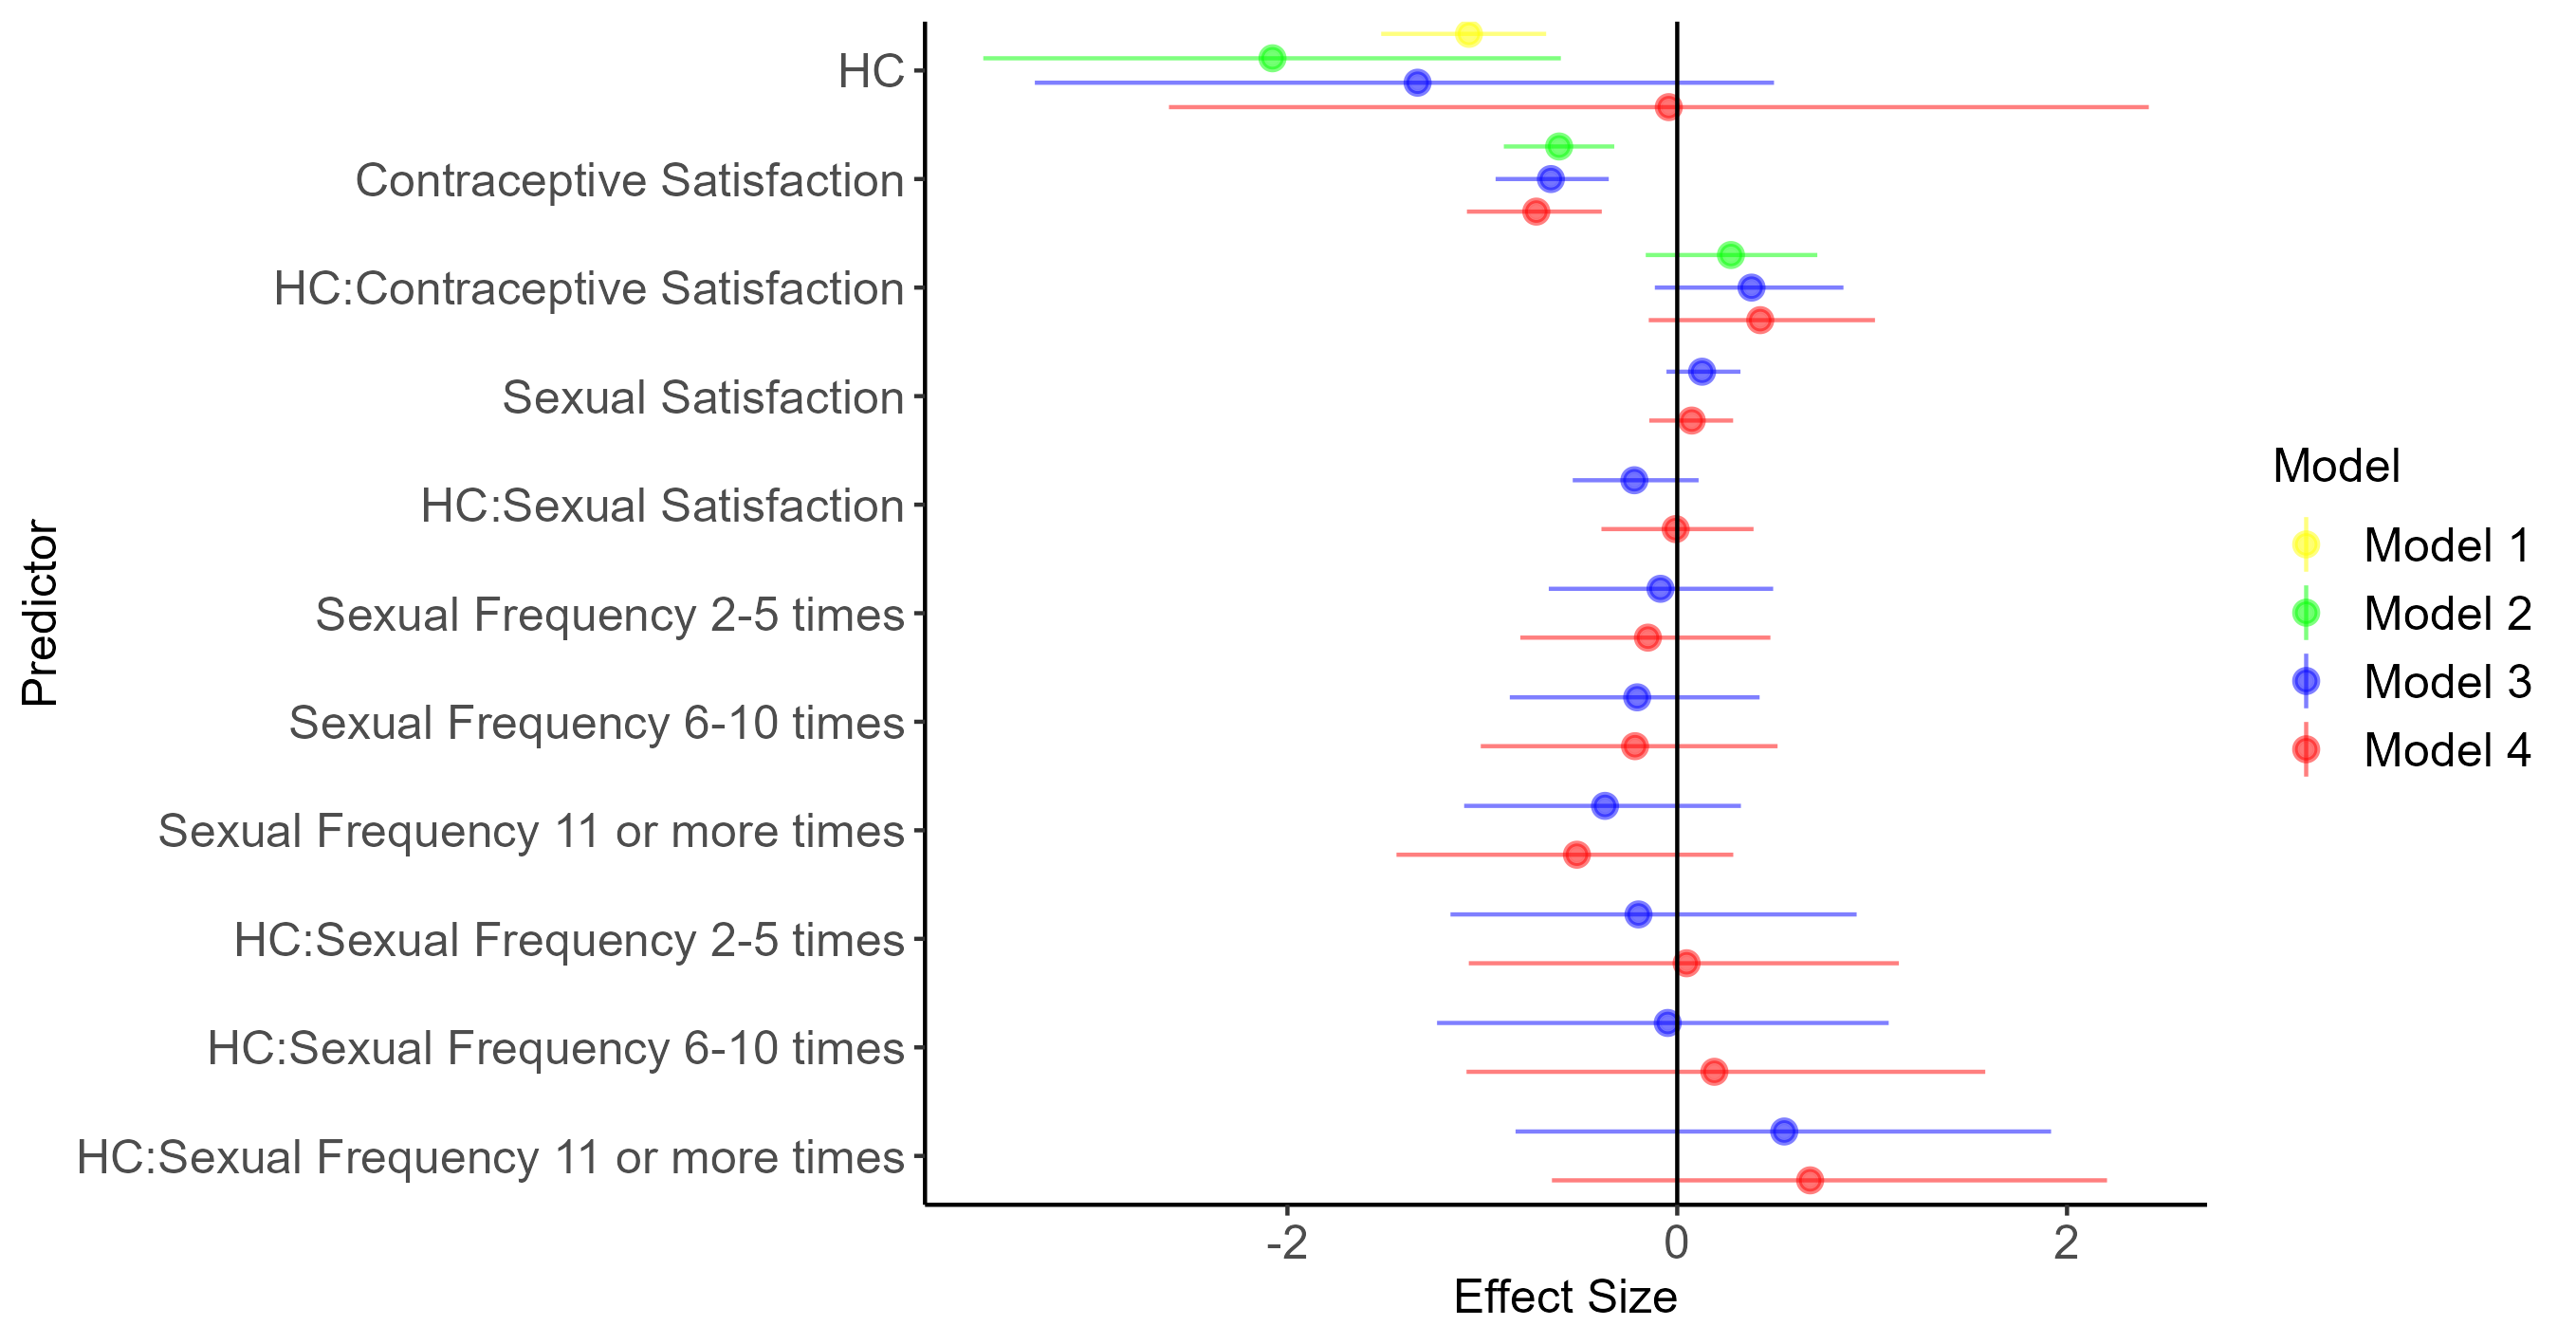 HC
Contraceptive Satisfaction
HC:Contraceptive Satisfaction
Sexual Satisfaction
HC:Sexual Satisfaction
Sexual Frequency 2-5 times
Sexual Frequency 6-10 times
Sexual Frequency 11 or more times
HC:Sexual Frequency 2-5 times
HC:Sexual Frequency 6-10 times
HC:Sexual Frequency 11 or more times
Predictor
-2 0 2
Effect Size
Model
Model 1
Model 2
Model 3
Model 4